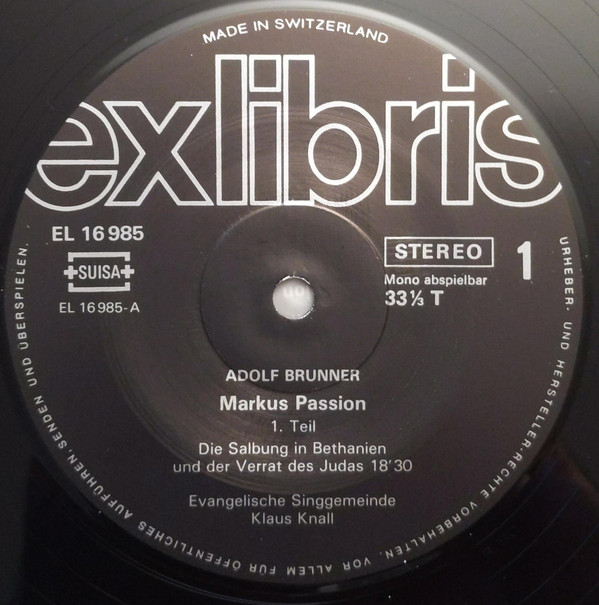 MADE IN SWITZERLAND
exlibris
EL 16 985
SUISA
EL 16 985-A
STEREO
1
Mono abspielbar
33⅓ T
ADOLF BRUNNER
Markus Passion
1. Teil
Die Salbung in Bethanien
und der Verrat des Judas 18'30
Evangelische Singgemeinde
Klaus Knall
URHEBER- UND HERSTELLER-RECHTE VORBEHALTEN, VOR ALLEM FÜR ÖFFENTLICHES AUFFÜHREN, SENDEN UND ÜBERSPIELEN.